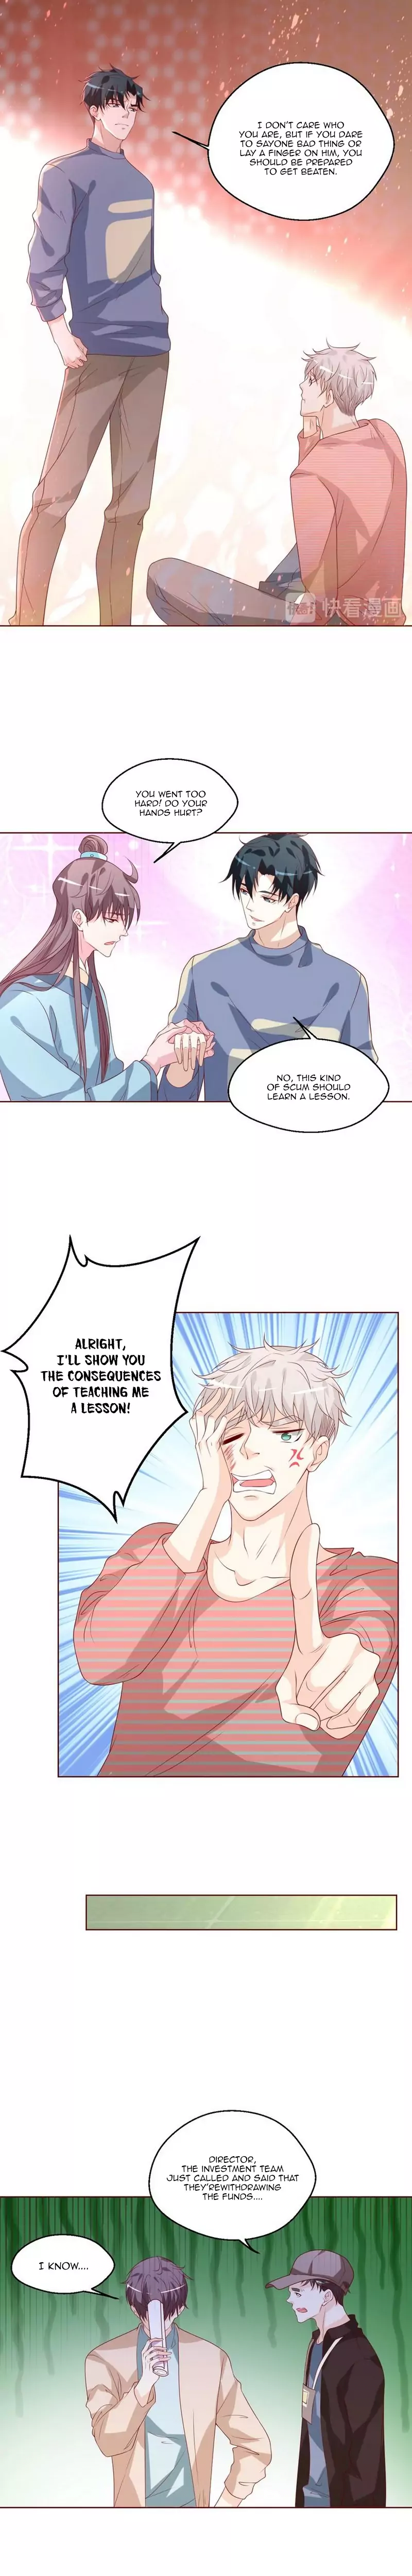 I DON'T CARE WHO
YOU ARE, BUT IF YOU DARE
TO SAYONE BAD THING OR
LAY A FINGER ON HIM, YOU
SHOULD BE PREPARED
TO GET BEATEN.
快看漫画
YOU WENT TOO
HARD! DO YOUR
HANDS HURT?
NO, THIS KIND
OF SCUM SHOULD
LEARN A LESSON.
ALRIGHT,
I'LL SHOW YOU
THE CONSEQUENCES
OF TEACHING ME
A LESSON!
DIRECTOR,
THE INVESTMENT TEAM
JUST CALLED AND SAID THAT
THEY'REWITHDRAWING
THE FUNDS....
I KNOW....